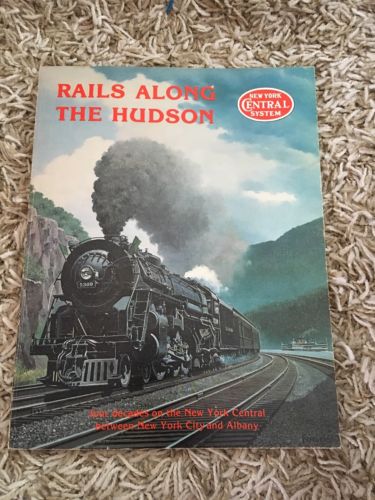 RAILS ALONG
THE HUDSON
NEW YORK
CENTRAL
SYSTEM
four decades on the New York Central
between New York City and Albany